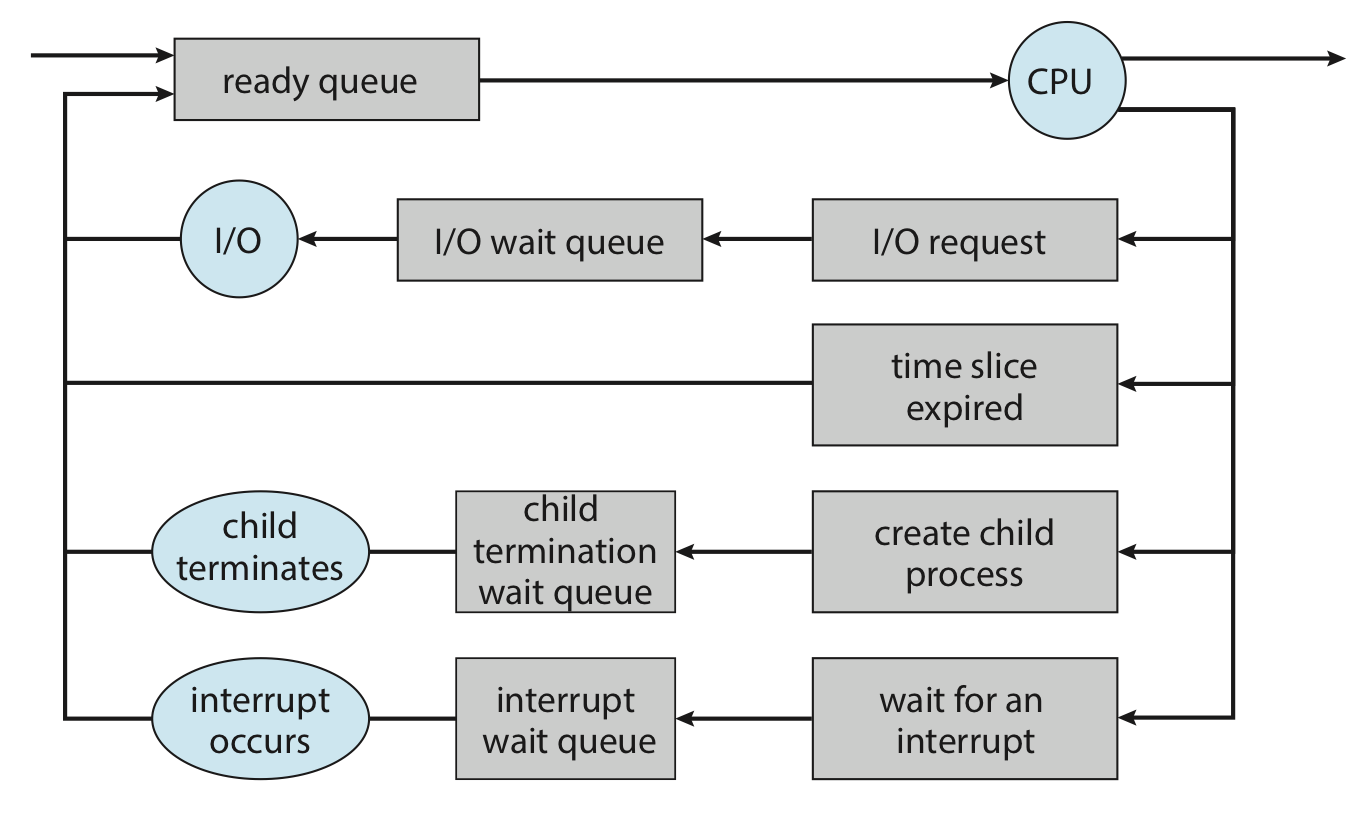 ready queue
CPU
I/O
I/O wait queue
I/O request
time slice
expired
child
terminates
child
termination
wait queue
create child
process
interrupt
occurs
interrupt
wait queue
wait for an
interrupt